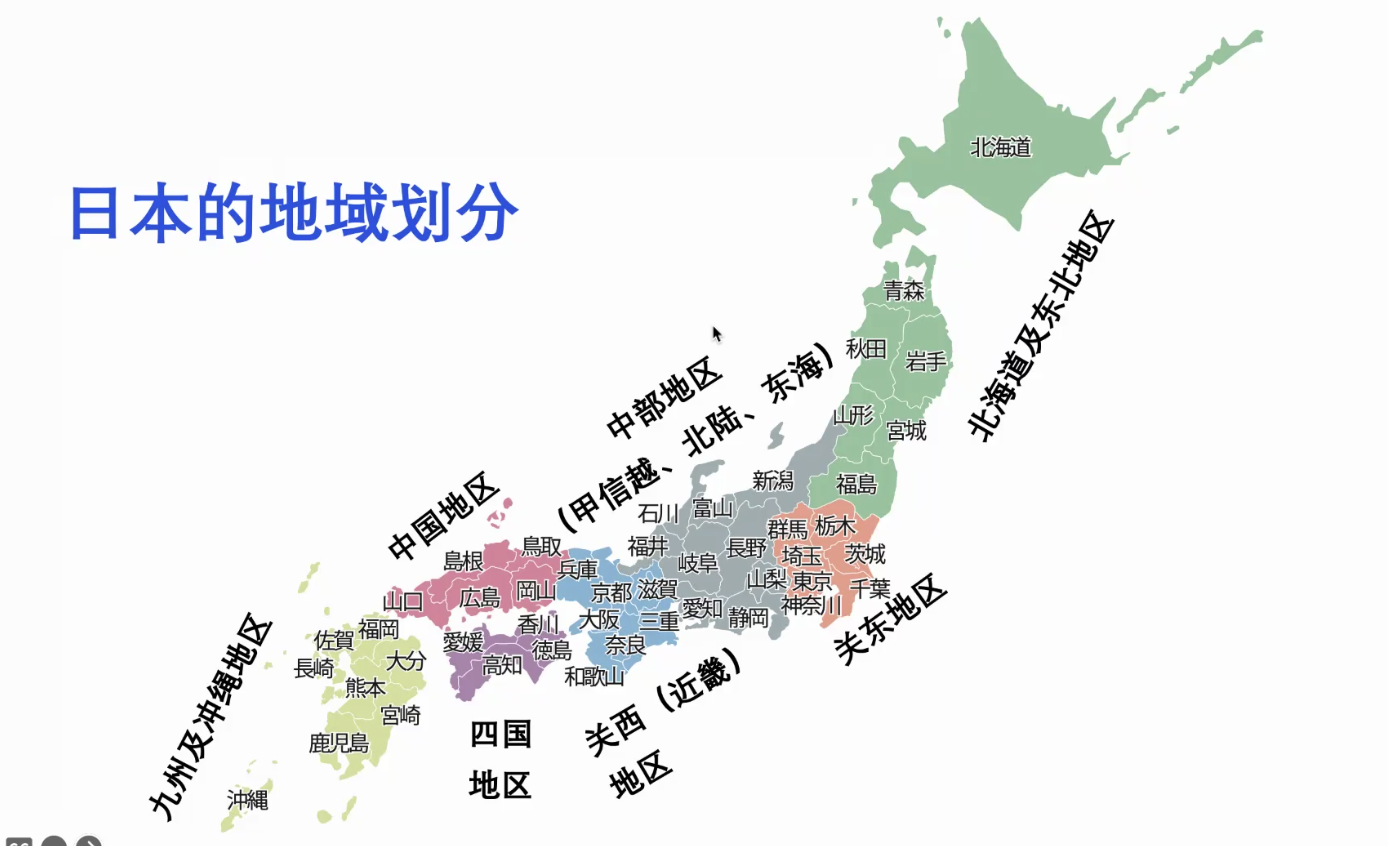 日本的地域划分
北海道
北海道及东北地区
青森
秋田
岩手
山形
宮城
福島
中部地区
(甲信越、北陆、东海)
新潟
富山
石川
福井
長野
岐阜
山梨
愛知
静岡
群馬
栃木
埼玉
茨城
東京
千葉
神奈川
关东地区
中国地区
鳥取
島根
岡山
広島
山口
兵庫
京都
滋賀
大阪
三重
奈良
和歌山
关西(近畿)
地区
香川
愛媛
徳島
高知
四国
地区
福岡
佐賀
長崎
大分
熊本
宮崎
鹿児島
沖縄
九州及冲绳地区